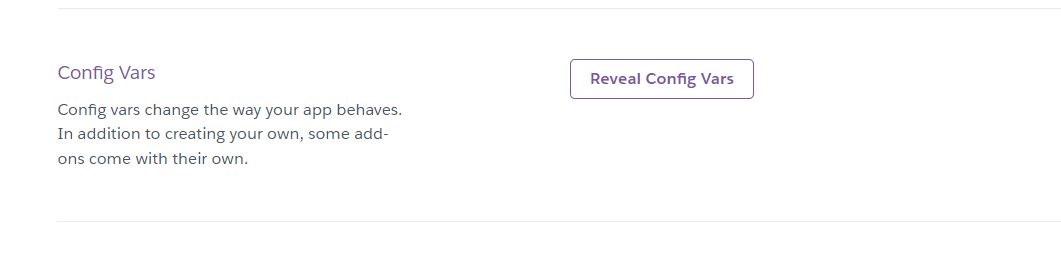 Config Vars
Reveal Config Vars
Config vars change the way your app behaves.
In addition to creating your own, some add-
ons come with their own.